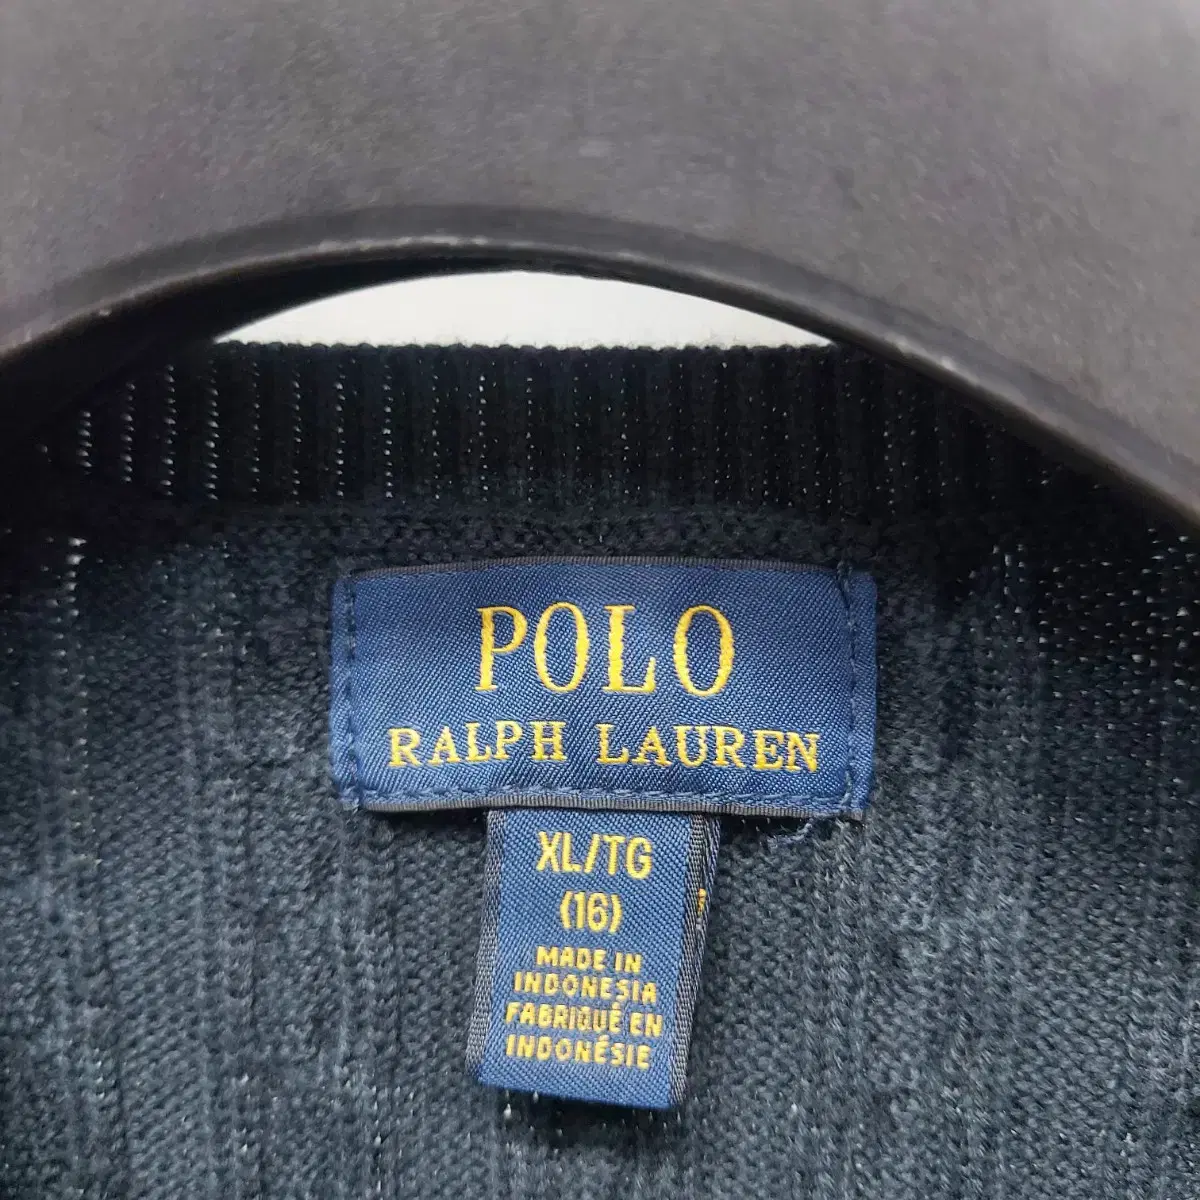 POLO
RALPH LAUREN
XL/TG
(16)
MADE IN
INDONESIA
FABRIQUÉ EN
INDONÉSIE